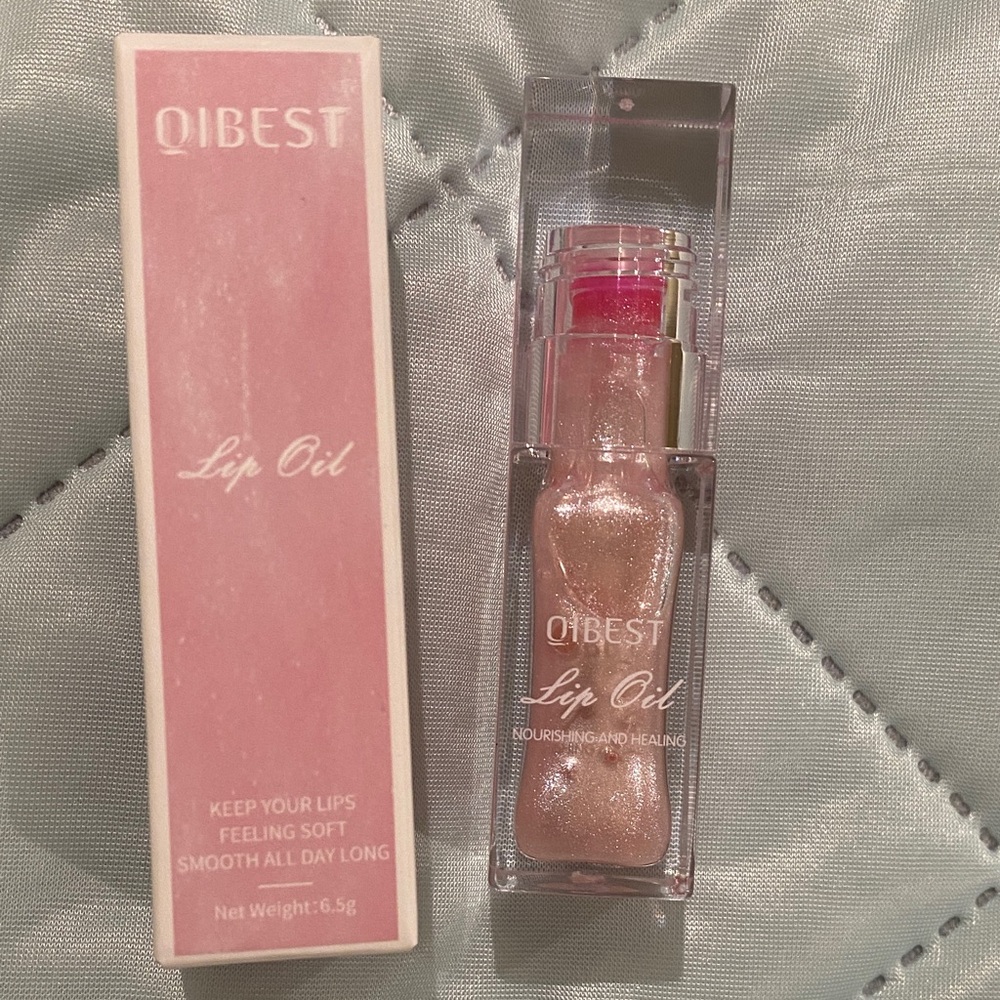 QIBEST
Lip Oil
KEEP YOUR LIPS
FEELING SOFT
SMOOTH ALL DAY LONG
Net Weight:6.5g
QIBEST
Lip Oil
NOURISHING AND HEALING